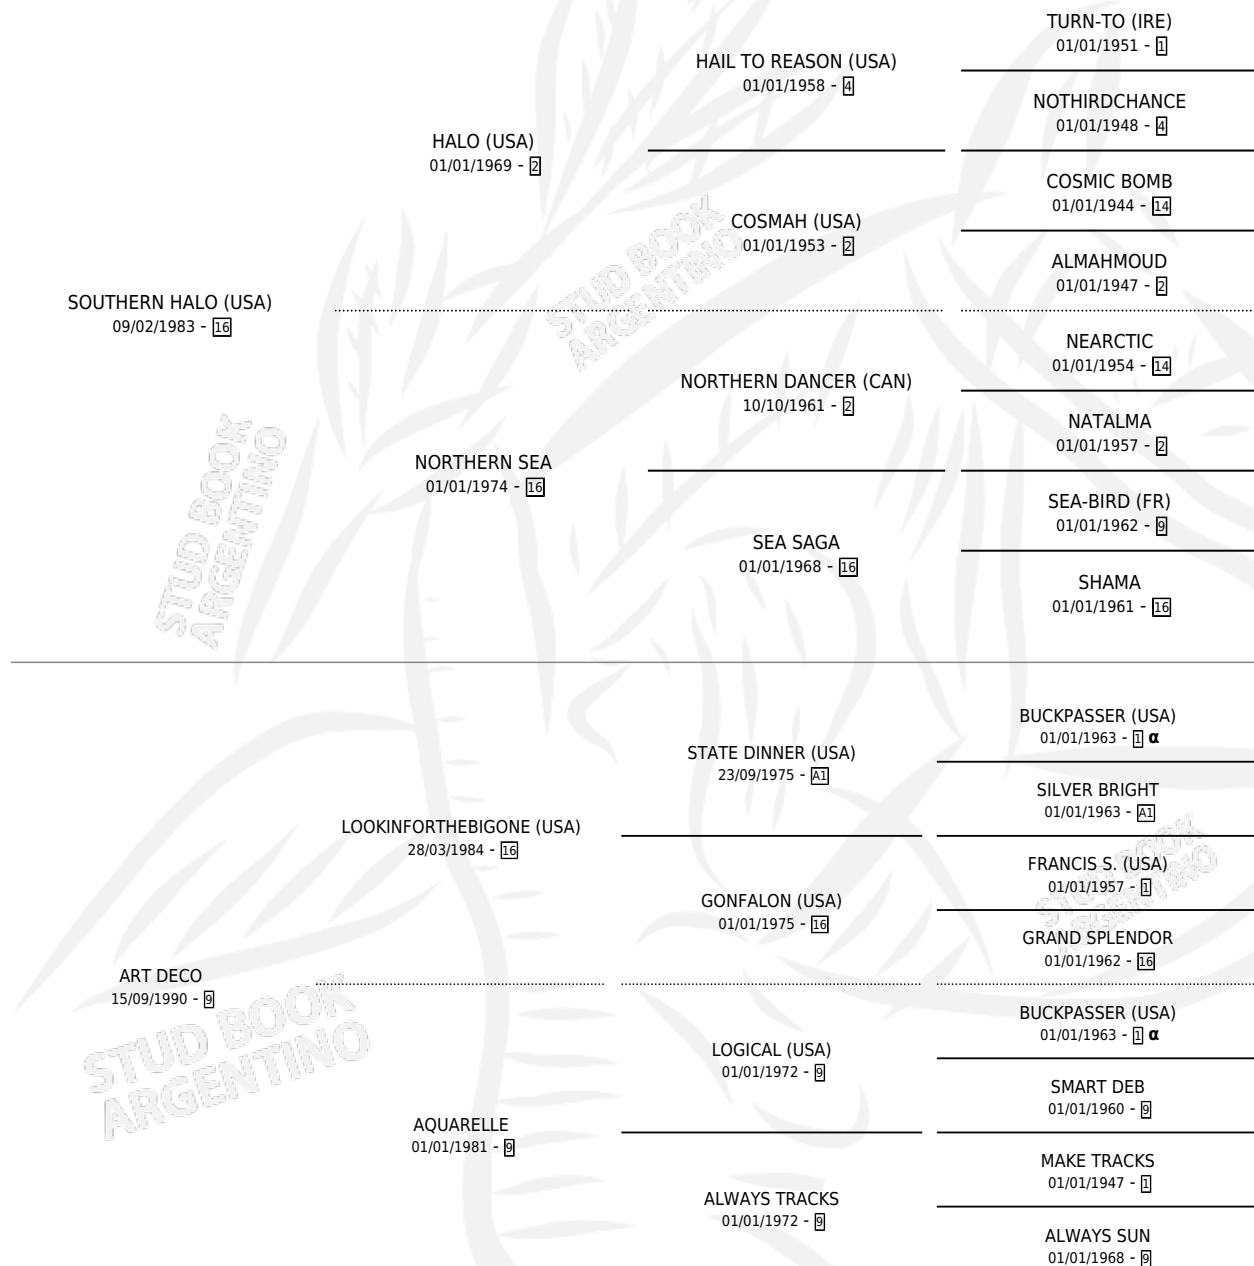 TURN-TO (IRE)
01/01/1951 - 1
HAIL TO REASON (USA)
01/01/1958 - 4
NOTHIRDCHANCE
01/01/1948 - 4
HALO (USA)
01/01/1969 - 2
COSMIC BOMB
01/01/1944 - 14
COSMAH (USA)
01/01/1953 - 2
ALMAHMOUD
01/01/1947 - 2
SOUTHERN HALO (USA)
09/02/1983 - 16
NEARCTIC
01/01/1954 - 14
NORTHERN DANCER (CAN)
10/10/1961 - 2
NATALMA
01/01/1957 - 2
NORTHERN SEA
01/01/1974 - 16
SEA-BIRD (FR)
01/01/1962 - 9
SEA SAGA
01/01/1968 - 16
SHAMA
01/01/1961 - 16
BUCKPASSER (USA)
01/01/1963 - 1 α
STATE DINNER (USA)
23/09/1975 - A1
SILVER BRIGHT
01/01/1963 - A1
LOOKINFORTHEBIGONE (USA)
28/03/1984 - 16
FRANCIS S. (USA)
01/01/1957 - 1
GONFALON (USA)
01/01/1975 - 16
GRAND SPLENDOR
01/01/1962 - 16
ART DECO
15/09/1990 - 9
BUCKPASSER (USA)
01/01/1963 - 1 α
LOGICAL (USA)
01/01/1972 - 9
SMART DEB
01/01/1960 - 9
AQUARELLE
01/01/1981 - 9
MAKE TRACKS
01/01/1947 - 1
ALWAYS TRACKS
01/01/1972 - 9
ALWAYS SUN
01/01/1968 - 9
STUD BOOK
ARGENTINO
STUD BOOK
ARGENTINO
STUD BOOK
ARGENTINO
STUD BOOK
ARGENTINO